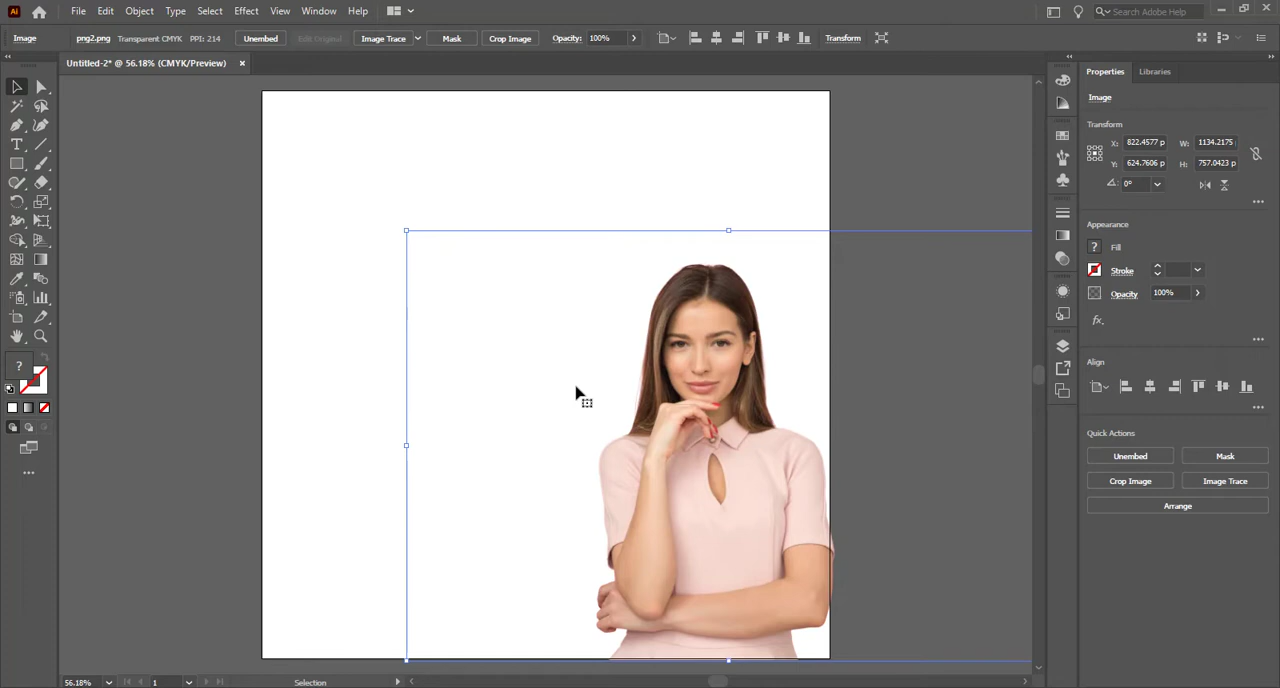 Ai File Edit Object Type Select Effect View Window Help Search Adobe Help
Image png2.png Transparent CMYK PPI: 214 Unembed Edit Original Image Trace Mask Crop Image Opacity: 100% Transform
Untitled-2* @ 56.18% (CMYK/Preview)
Properties Libraries
Image
Transform
X: 822.4577 p W: 1134.2175
Y: 624.7606 p H: 757.0423 p
0°
Appearance
? Fill
Stroke
Opacity 100%
fx.
Align
Quick Actions
Unembed Mask
Crop Image Image Trace
Arrange
?
56.18% 1 Selection